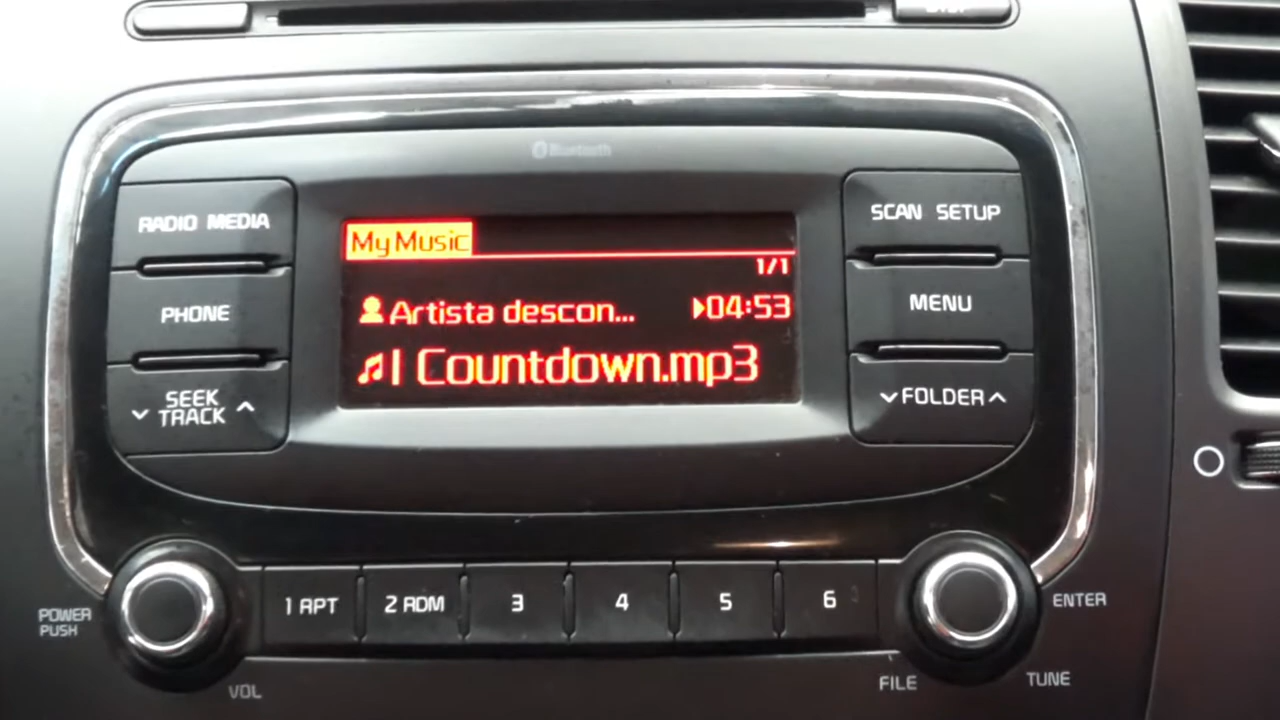 Bluetooth
RADIO MEDIA
PHONE
SEEK
TRACK
My Music
1/1
Artista descon... 04:53
Countdown.mp3
SCAN SETUP
MENU
FOLDER
1 RPT
2 RDM
3
4
5
6
POWER
PUSH
VOL
ENTER
FILE
TUNE